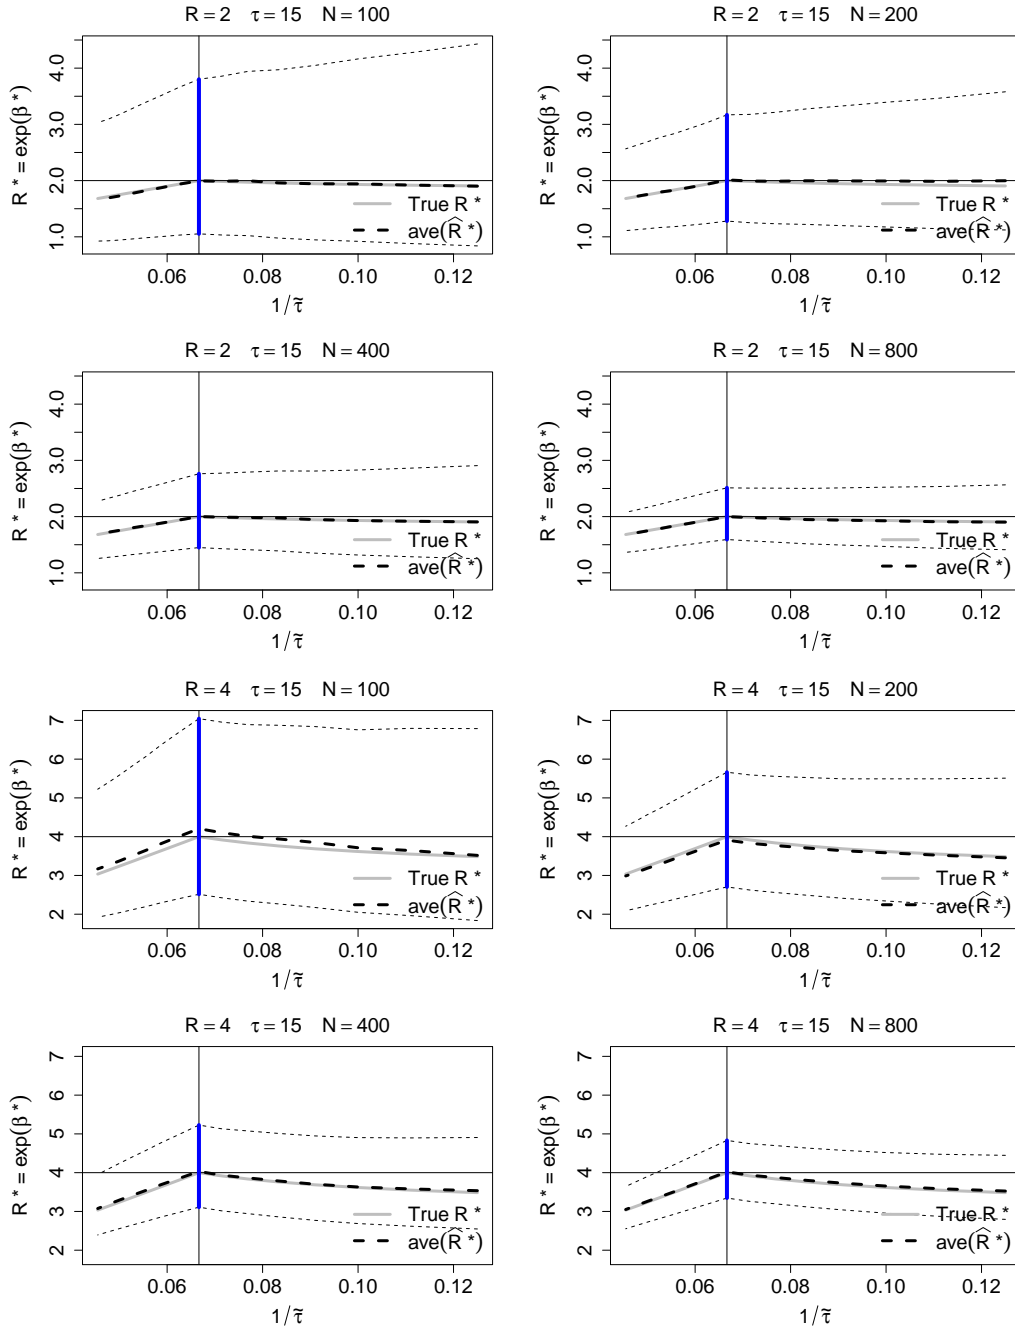 R = 2 τ = 15 N = 100
R* = exp(β*)
1.0 2.0 3.0 4.0
True R*
ave(R̂*)
0.06 0.08 0.10 0.12
1/τ̃
R = 2 τ = 15 N = 200
R* = exp(β*)
1.0 2.0 3.0 4.0
True R*
ave(R̂*)
0.06 0.08 0.10 0.12
1/τ̃
R = 2 τ = 15 N = 400
R* = exp(β*)
1.0 2.0 3.0 4.0
True R*
ave(R̂*)
0.06 0.08 0.10 0.12
1/τ̃
R = 2 τ = 15 N = 800
R* = exp(β*)
1.0 2.0 3.0 4.0
True R*
ave(R̂*)
0.06 0.08 0.10 0.12
1/τ̃
R = 4 τ = 15 N = 100
R* = exp(β*)
2 3 4 5 6 7
True R*
ave(R̂*)
0.06 0.08 0.10 0.12
1/τ̃
R = 4 τ = 15 N = 200
R* = exp(β*)
2 3 4 5 6 7
True R*
ave(R̂*)
0.06 0.08 0.10 0.12
1/τ̃
R = 4 τ = 15 N = 400
R* = exp(β*)
2 3 4 5 6 7
True R*
ave(R̂*)
0.06 0.08 0.10 0.12
1/τ̃
R = 4 τ = 15 N = 800
R* = exp(β*)
2 3 4 5 6 7
True R*
ave(R̂*)
0.06 0.08 0.10 0.12
1/τ̃